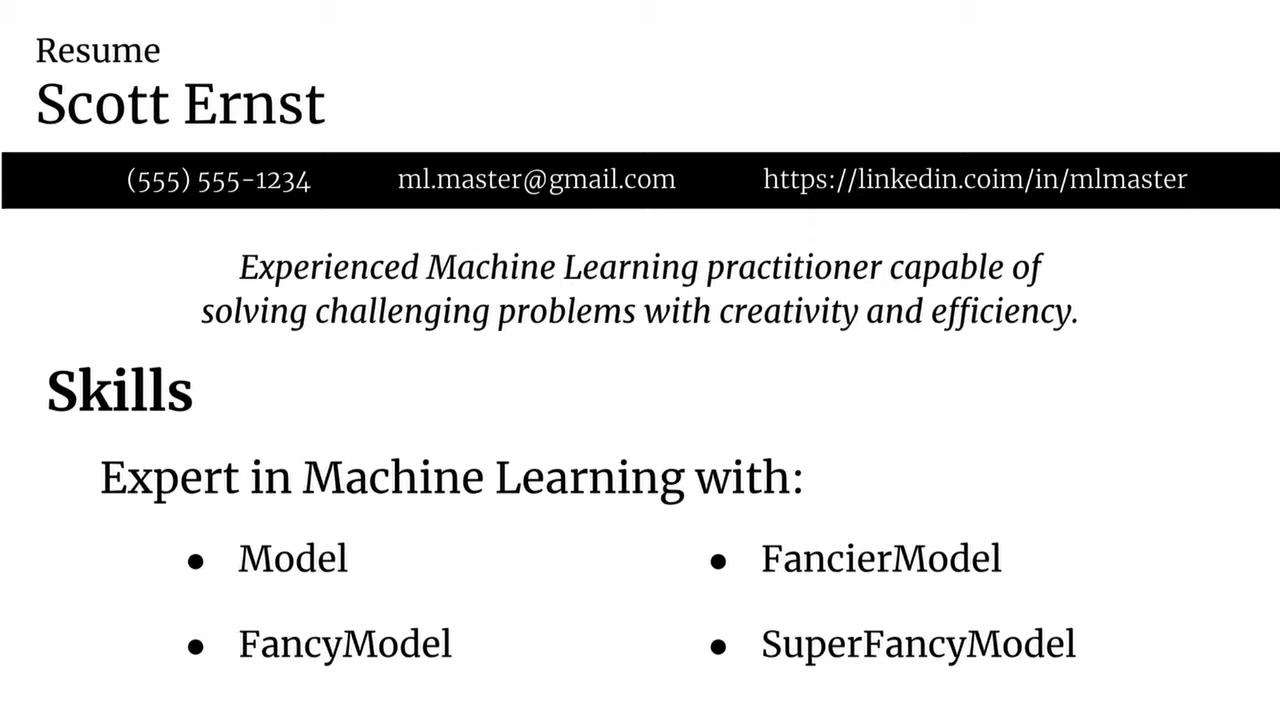 Resume
Scott Ernst
(555) 555-1234 ml.master@gmail.com https://linkedin.coim/in/mlmaster
Experienced Machine Learning practitioner capable of
solving challenging problems with creativity and efficiency.
Skills
Expert in Machine Learning with:
● Model
● FancyModel
● FancierModel
● SuperFancyModel